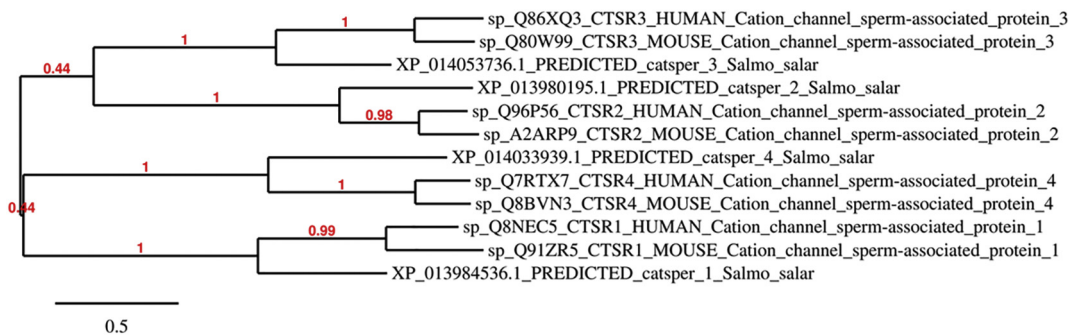 1
sp_Q86XQ3_CTSR3_HUMAN_Cation_channel_sperm-associated_protein_3
1
sp_Q80W99_CTSR3_MOUSE_Cation_channel_sperm-associated_protein_3
XP_014053736.1_PREDICTED_catsper_3_Salmo_salar
0.44
XP_013980195.1_PREDICTED_catsper_2_Salmo_salar
1
sp_Q96P56_CTSR2_HUMAN_Cation_channel_sperm-associated_protein_2
0.98
sp_A2ARP9_CTSR2_MOUSE_Cation_channel_sperm-associated_protein_2
XP_014033939.1_PREDICTED_catsper_4_Salmo_salar
1
sp_Q7RTX7_CTSR4_HUMAN_Cation_channel_sperm-associated_protein_4
1
sp_Q8BVN3_CTSR4_MOUSE_Cation_channel_sperm-associated_protein_4
0.44
sp_Q8NEC5_CTSR1_HUMAN_Cation_channel_sperm-associated_protein_1
0.99
sp_Q91ZR5_CTSR1_MOUSE_Cation_channel_sperm-associated_protein_1
1
XP_013984536.1_PREDICTED_catsper_1_Salmo_salar
0.5